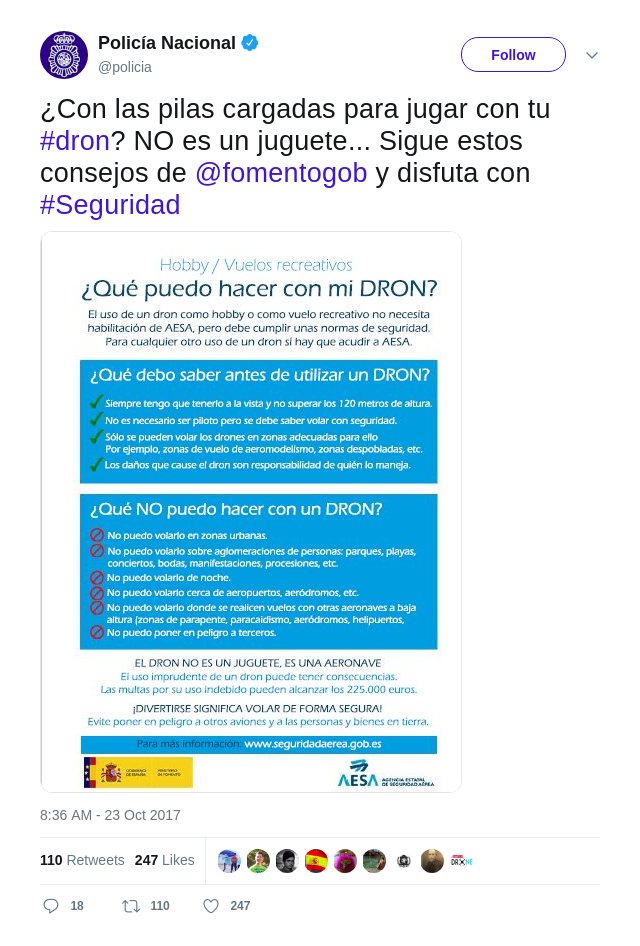 Policía Nacional
@policia
Follow
¿Con las pilas cargadas para jugar con tu
#dron? NO es un juguete... Sigue estos
consejos de @fomentogob y disfuta con
#Seguridad
Hobby / Vuelos recreativos
¿Qué puedo hacer con mi DRON?
El uso de un dron como hobby o como vuelo recreativo no necesita
habilitación de AESA, pero debe cumplir unas normas de seguridad.
Para cualquier otro uso de un dron sí hay que acudir a AESA.
¿Qué debo saber antes de utilizar un DRON?
Siempre tengo que tenerlo a la vista y no superar los 120 metros de altura.
No es necesario ser piloto pero se debe saber volar con seguridad.
Sólo se pueden volar los drones en zonas adecuadas para ello
Por ejemplo, zonas de vuelo de aeromodelismo, zonas despobladas, etc.
Los daños que cause el dron son responsabilidad de quién lo maneja.
¿Qué NO puedo hacer con un DRON?
No puedo volarlo en zonas urbanas.
No puedo volarlo sobre aglomeraciones de personas: parques, playas,
conciertos, bodas, manifestaciones, procesiones, etc.
No puedo volarlo de noche.
No puedo volarlo cerca de aeropuertos, aeródromos, etc.
No puedo volarlo donde se realicen vuelos con otras aeronaves a baja
altura (zonas de parapente, paracaidismo, aeródromos, helipuertos,
No puedo poner en peligro a terceros.
EL DRON NO ES UN JUGUETE, ES UNA AERONAVE
El uso imprudente de un dron puede tener consecuencias.
Las multas por su uso indebido pueden alcanzar los 225.000 euros.
¡DIVERTIRSE SIGNIFICA VOLAR DE FORMA SEGURA!
Evite poner en peligro a otros aviones y a las personas y bienes en tierra.
Para más información: www.seguridadaerea.gob.es
GOBIERNO DE ESPAÑA
MINISTERIO DE FOMENTO
AESA AGENCIA ESTATAL
DE SEGURIDAD AÉREA
8:36 AM - 23 Oct 2017
110 Retweets 247 Likes
18 110 247